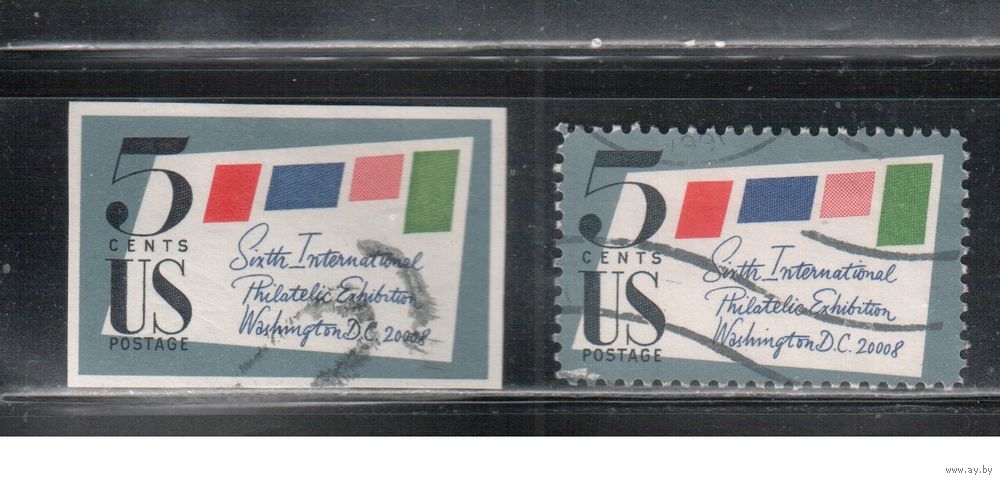 5
CENTS
US
POSTAGE
Sixth International
Philatelic Exhibition
Washington D.C. 20008
1991
5
CENTS
US
POSTAGE
Sixth International
Philatelic Exhibition
Washington D.C. 20008
www.ay.by